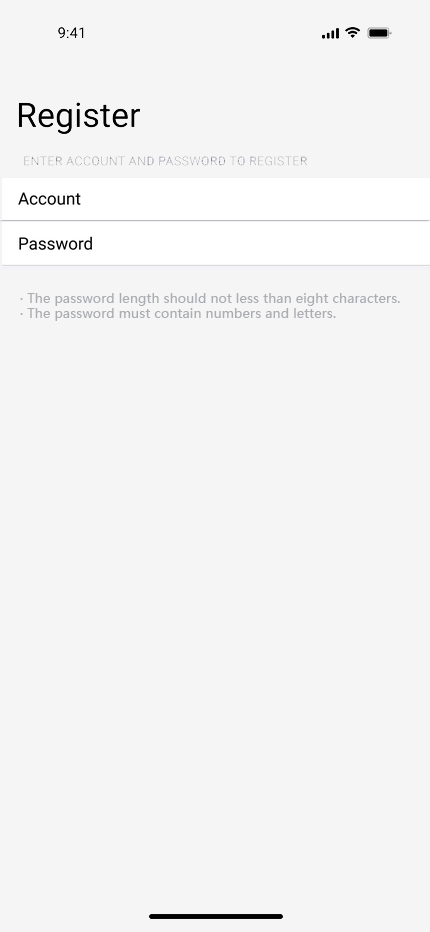 9:41
Register
ENTER ACCOUNT AND PASSWORD TO REGISTER
Account
Password
· The password length should not less than eight characters.
· The password must contain numbers and letters.